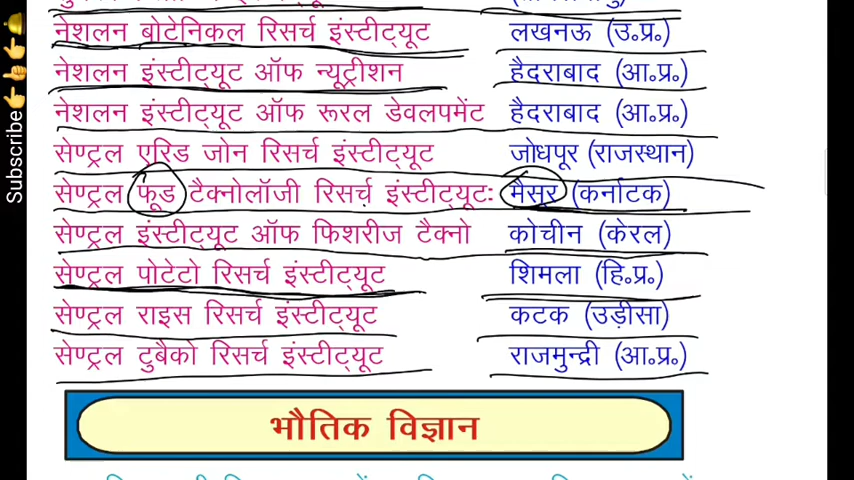 Subscribe
नेशलन बोटेनिकल रिसर्च इंस्टीट्यूट लखनऊ (उ॰प्र॰)
नेशलन इंस्टीट्यूट ऑफ न्यूट्रीशन हैदराबाद (आ॰प्र॰)
नेशलन इंस्टीट्यूट ऑफ रूरल डेवलपमेंट हैदराबाद (आ॰प्र॰)
सेण्ट्रल एरिड जोन रिसर्च इंस्टीट्यूट जोधपूर (राजस्थान)
सेण्ट्रल फूड टैक्नोलॉजी रिसर्च इंस्टीट्यूटः मैसूर (कर्नाटक)
सेण्ट्रल इंस्टीट्यूट ऑफ फिशरीज टैक्नो कोचीन (केरल)
सेण्ट्रल पोटेटो रिसर्च इंस्टीट्यूट शिमला (हि॰प्र॰)
सेण्ट्रल राइस रिसर्च इंस्टीट्यूट कटक (उड़ीसा)
सेण्ट्रल टुबैको रिसर्च इंस्टीट्यूट राजमुन्द्री (आ॰प्र॰)
भौतिक विज्ञान